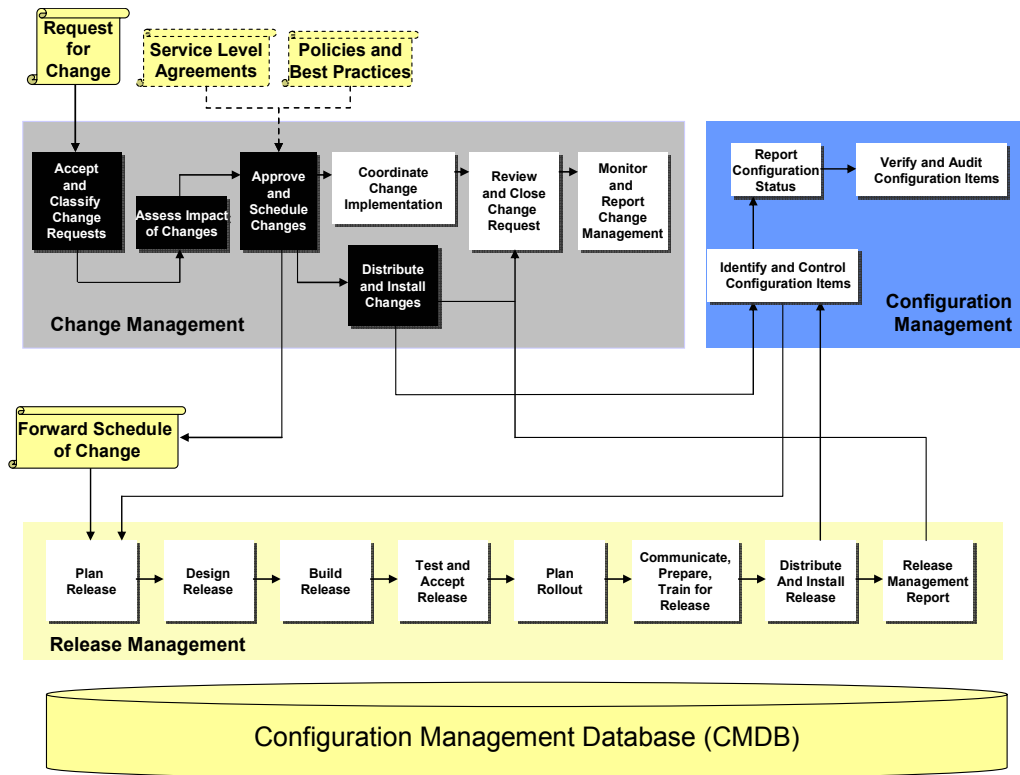 Request
for
Change
Service Level
Agreements
Policies and
Best Practices
Accept
and
Classify
Change
Requests
Assess Impact
of Changes
Approve
and
Schedule
Changes
Coordinate
Change
Implementation
Review
and Close
Change
Request
Monitor
and
Report
Change
Management
Distribute
and Install
Changes
Change Management
Report
Configuration
Status
Verify and Audit
Configuration Items
Identify and Control
Configuration Items
Configuration
Management
Forward Schedule
of Change
Plan
Release
Design
Release
Build
Release
Test and
Accept
Release
Plan
Rollout
Communicate,
Prepare,
Train for
Release
Distribute
And Install
Release
Release
Management
Report
Release Management
Configuration Management Database (CMDB)